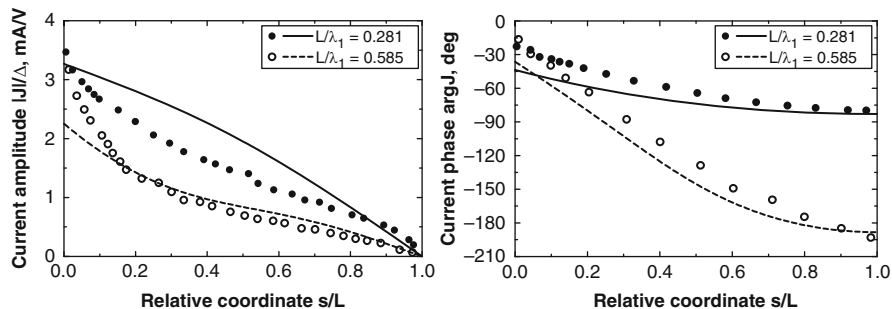 Current amplitude |J|/Δ, mA/V
4
3
2
1
0
L/λ₁ = 0.281
L/λ₁ = 0.585
0.0 0.2 0.4 0.6 0.8 1.0
Relative coordinate s/L
Current phase argJ, deg
0
−30
−60
−90
−120
−150
−180
−210
L/λ₁ = 0.281
L/λ₁ = 0.585
0.0 0.2 0.4 0.6 0.8 1.0
Relative coordinate s/L